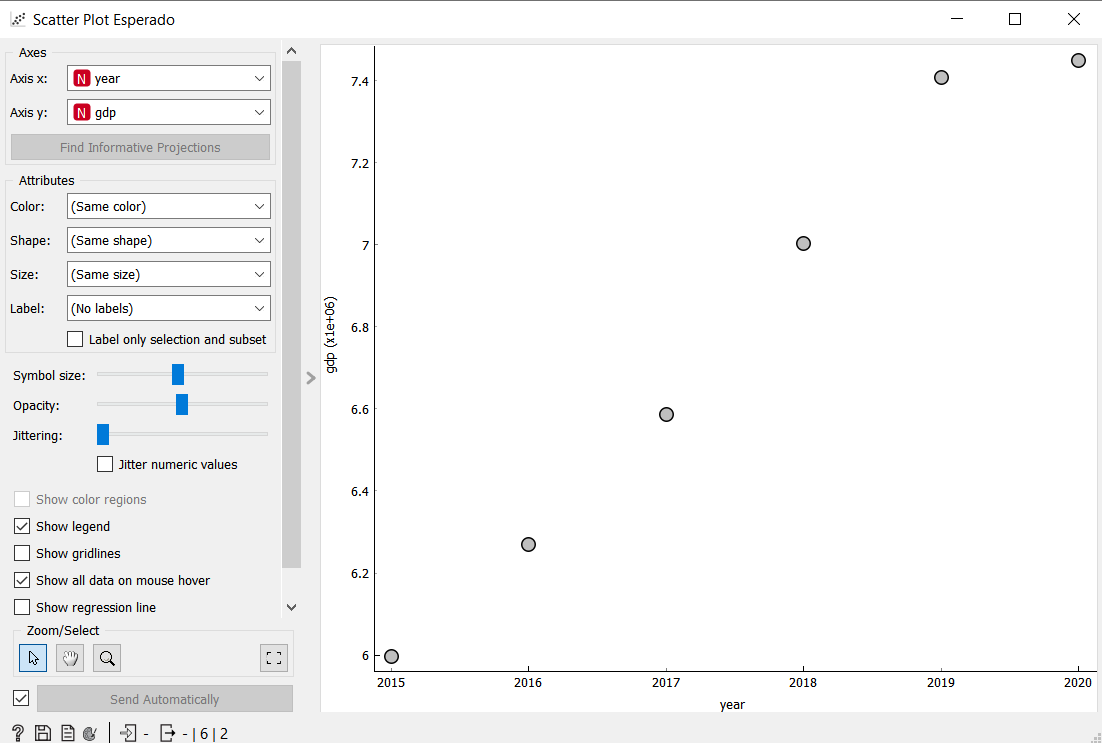 Scatter Plot Esperado
Axes
Axis x: N year
Axis y: N gdp
Find Informative Projections
Attributes
Color: (Same color)
Shape: (Same shape)
Size: (Same size)
Label: (No labels)
Label only selection and subset
Symbol size:
Opacity:
Jittering:
Jitter numeric values
Show color regions
Show legend
Show gridlines
Show all data on mouse hover
Show regression line
Zoom/Select
Send Automatically
? - - | 6 | 2
gdp (x1e+06)
7.4
7.2
7
6.8
6.6
6.4
6.2
6
2015 2016 2017 2018 2019 2020
year